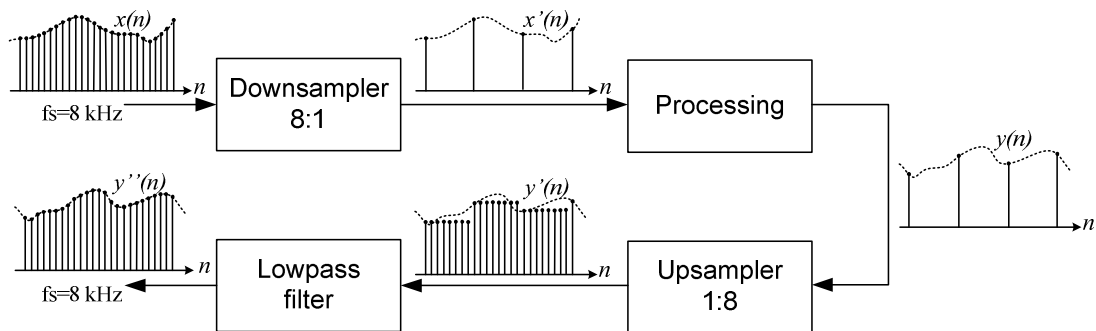 x(n)
n
fs=8 kHz
Downsampler
8:1
x'(n)
n
Processing
y(n)
n
Upsampler
1:8
y'(n)
n
Lowpass
filter
y''(n)
n
fs=8 kHz